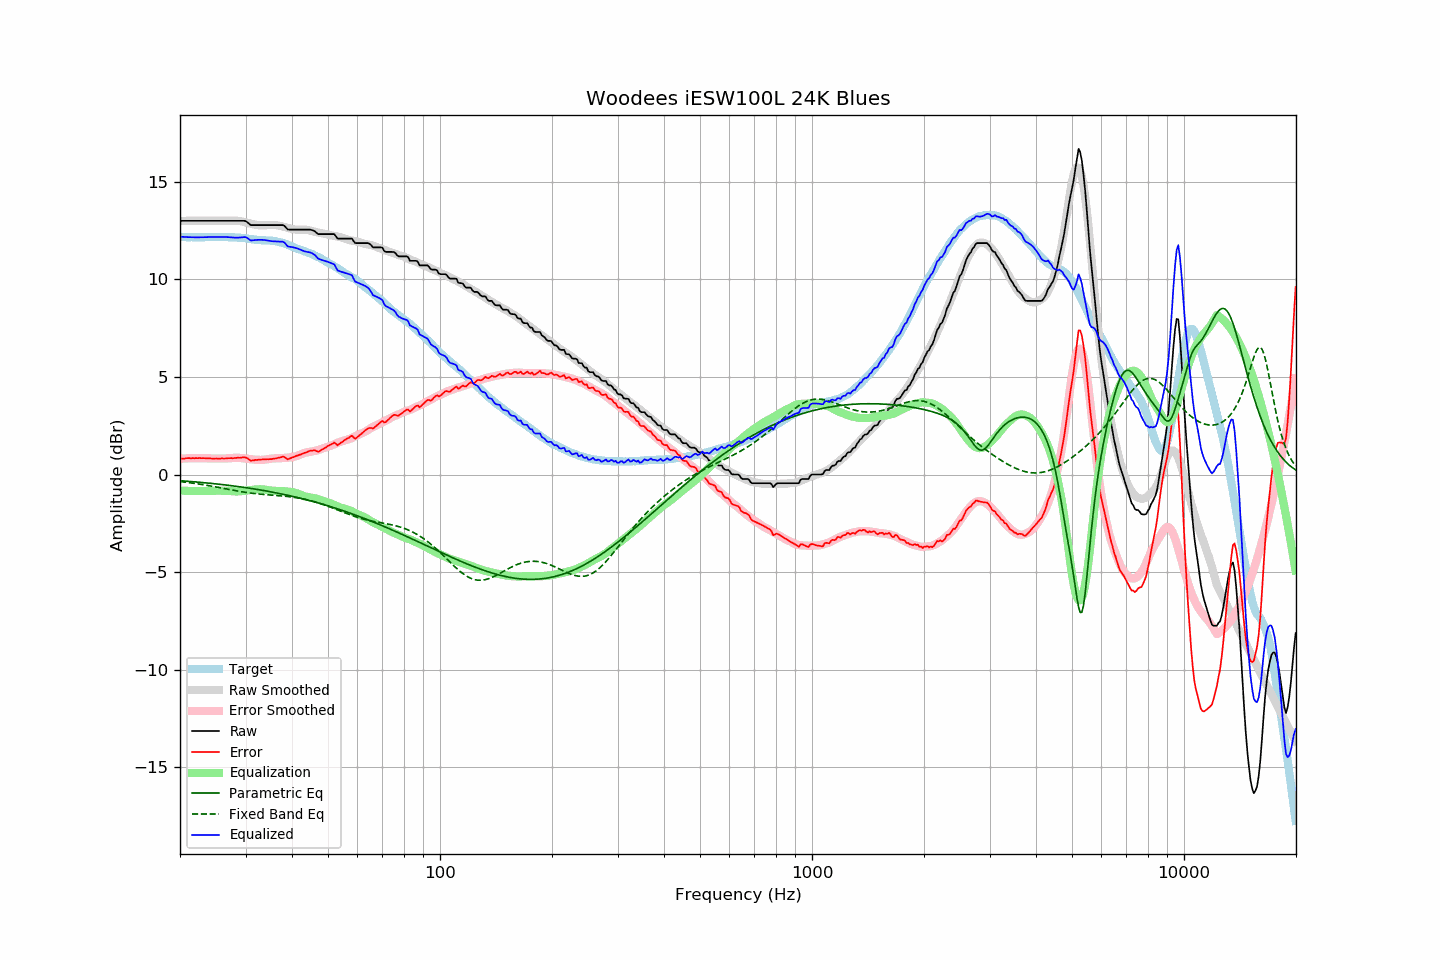 Woodees iESW100L 24K Blues
Amplitude (dBr)
15
10
5
0
−5
−10
−15
Target
Raw Smoothed
Error Smoothed
Raw
Error
Equalization
Parametric Eq
Fixed Band Eq
Equalized
100
1000
10000
Frequency (Hz)